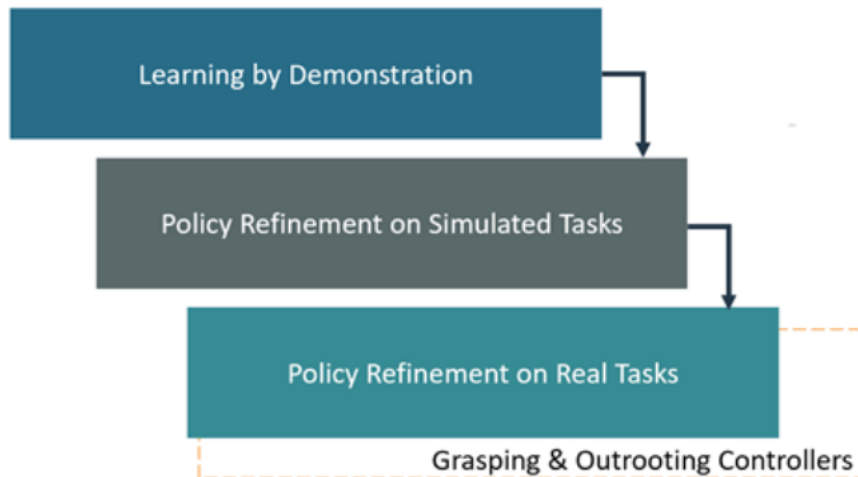 Learning by Demonstration
Policy Refinement on Simulated Tasks
Policy Refinement on Real Tasks
Grasping & Outrooting Controllers